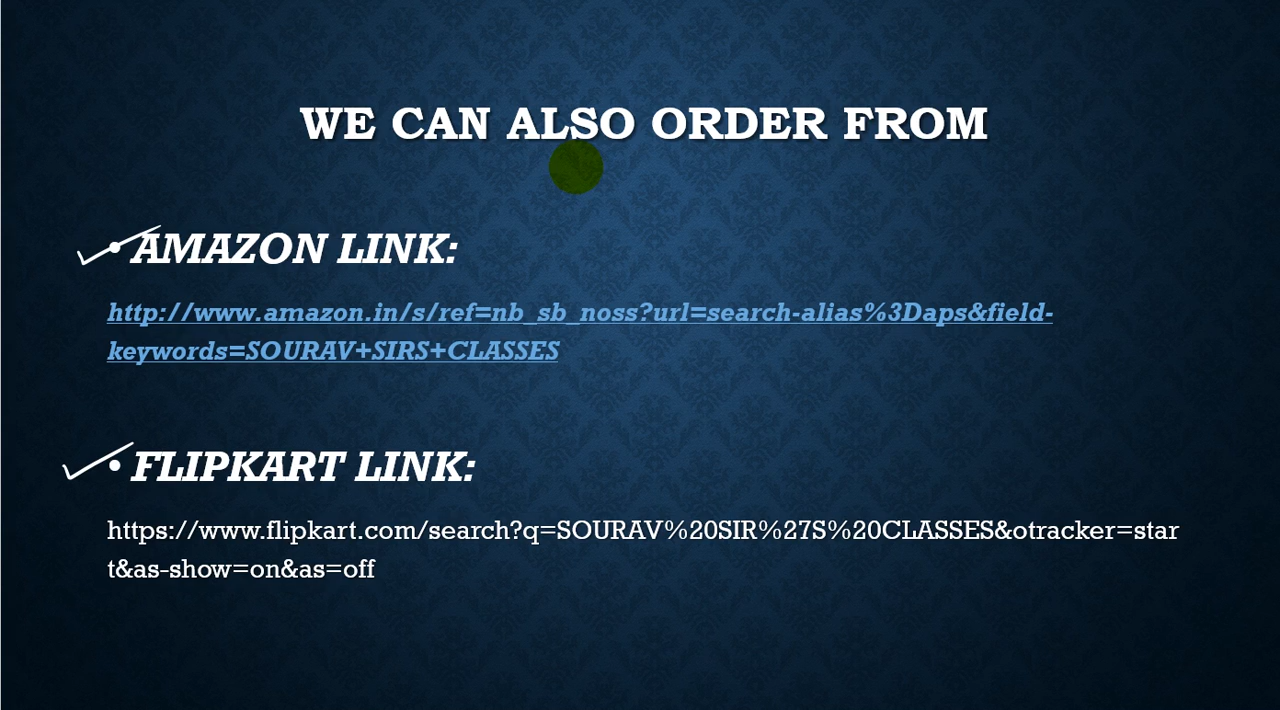 WE CAN ALSO ORDER FROM
• AMAZON LINK:
http://www.amazon.in/s/ref=nb_sb_noss?url=search-alias%3Daps&field-
keywords=SOURAV+SIRS+CLASSES
• FLIPKART LINK:
https://www.flipkart.com/search?q=SOURAV%20SIR%27S%20CLASSES&otracker=star
t&as-show=on&as=off